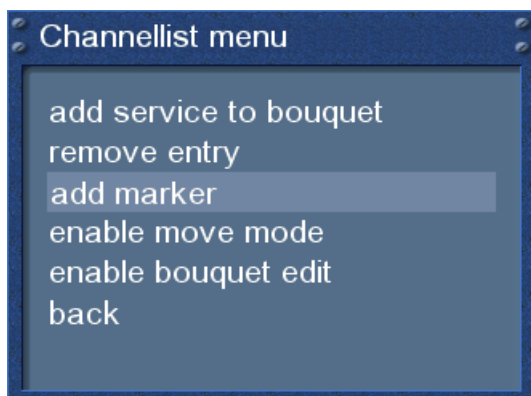 Channellist menu
add service to bouquet
remove entry
add marker
enable move mode
enable bouquet edit
back